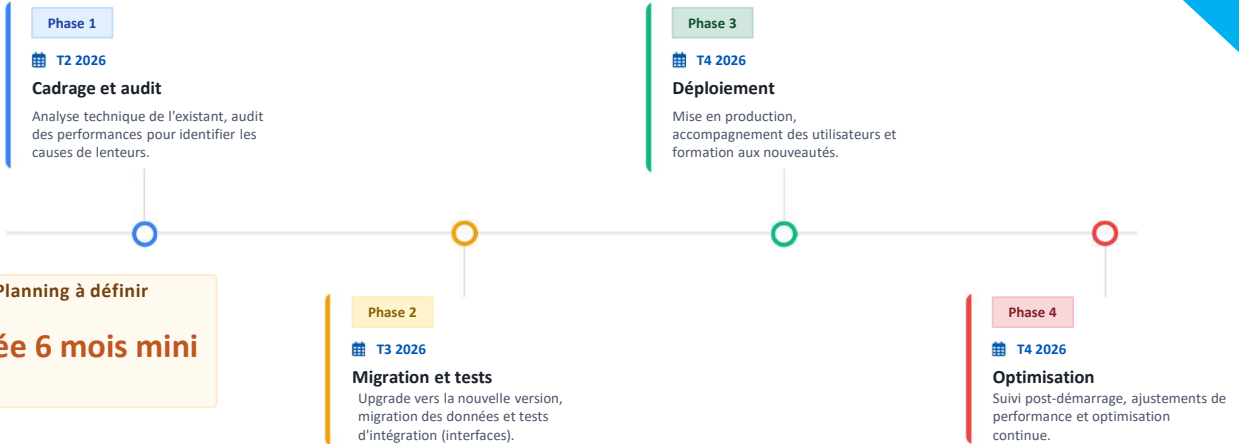 Phase 1
T2 2026
Cadrage et audit
Analyse technique de l'existant, audit
des performances pour identifier les
causes de lenteurs.
Phase 3
T4 2026
Déploiement
Mise en production,
accompagnement des utilisateurs et
formation aux nouveautés.
Planning à définir
ée 6 mois mini
Phase 2
T3 2026
Migration et tests
Upgrade vers la nouvelle version,
migration des données et tests
d'intégration (interfaces).
Phase 4
T4 2026
Optimisation
Suivi post-démarrage, ajustements de
performance et optimisation
continue.